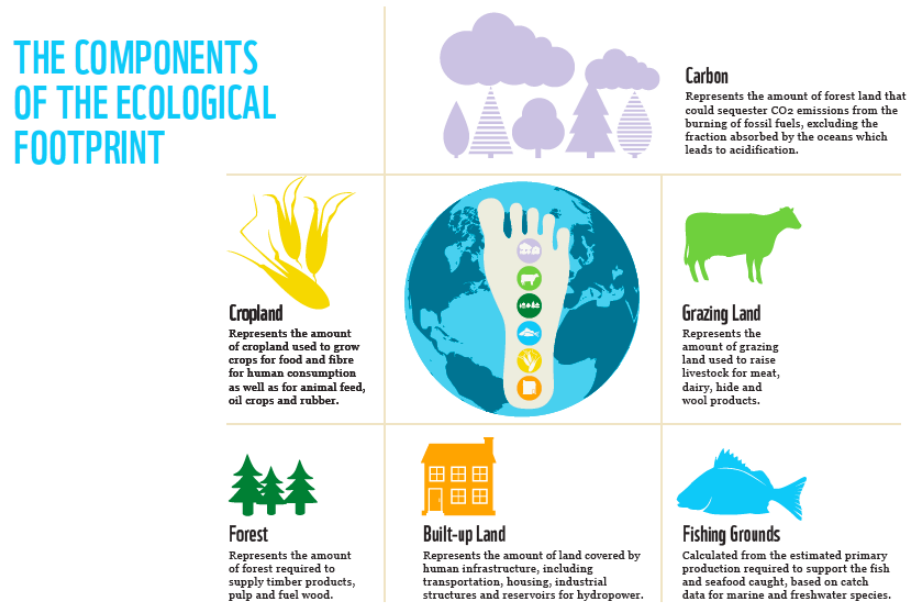 THE COMPONENTS
OF THE ECOLOGICAL
FOOTPRINT
Carbon
Represents the amount of forest land that
could sequester CO2 emissions from the
burning of fossil fuels, excluding the
fraction absorbed by the oceans which
leads to acidification.
Cropland
Represents the amount
of cropland used to grow
crops for food and fibre
for human consumption
as well as for animal feed,
oil crops and rubber.
Grazing Land
Represents the
amount of grazing
land used to raise
livestock for meat,
dairy, hide and
wool products.
Forest
Represents the amount
of forest required to
supply timber products,
pulp and fuel wood.
Built-up Land
Represents the amount of land covered by
human infrastructure, including
transportation, housing, industrial
structures and reservoirs for hydropower.
Fishing Grounds
Calculated from the estimated primary
production required to support the fish
and seafood caught, based on catch
data for marine and freshwater species.